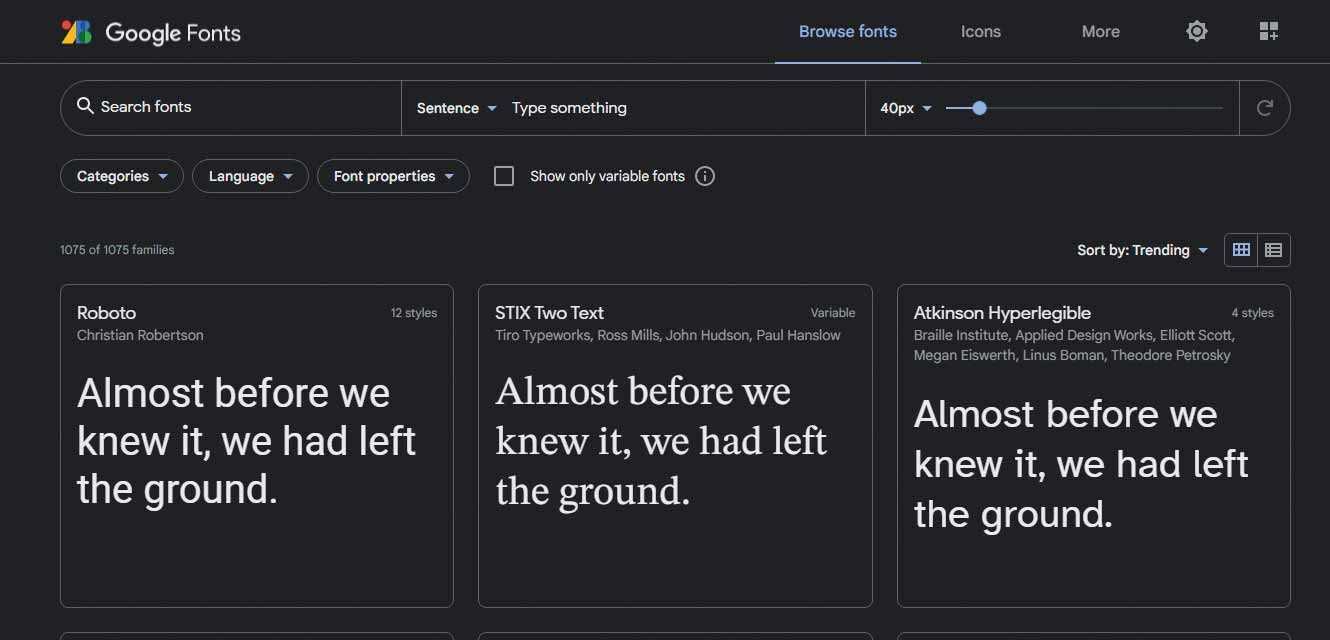 Google Fonts
Browse fonts
Icons
More
Search fonts
Sentence
Type something
40px
Categories
Language
Font properties
Show only variable fonts
1075 of 1075 families
Sort by: Trending
Roboto
12 styles
Christian Robertson
Almost before we
knew it, we had left
the ground.
STIX Two Text
Variable
Tiro Typeworks, Ross Mills, John Hudson, Paul Hanslow
Almost before we
knew it, we had left
the ground.
Atkinson Hyperlegible
4 styles
Braille Institute, Applied Design Works, Elliott Scott,
Megan Eiswerth, Linus Boman, Theodore Petrosky
Almost before we
knew it, we had left
the ground.